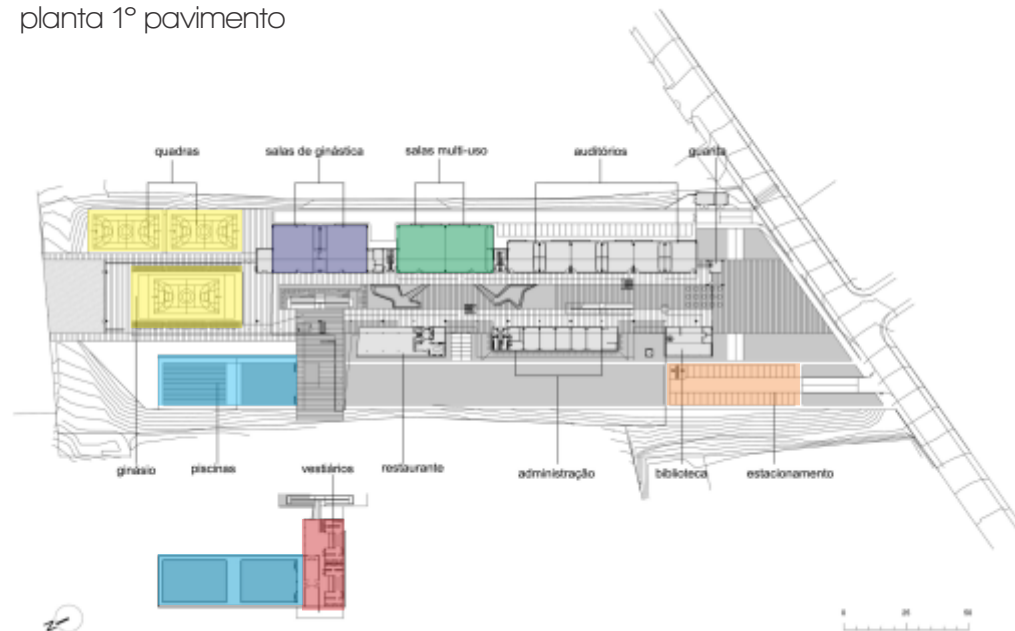 planta 1º pavimento
quadras salas de ginástica salas multi-uso auditórios guarita
ginásio piscinas vestiários restaurante administração biblioteca estacionamento
N
0 25 50